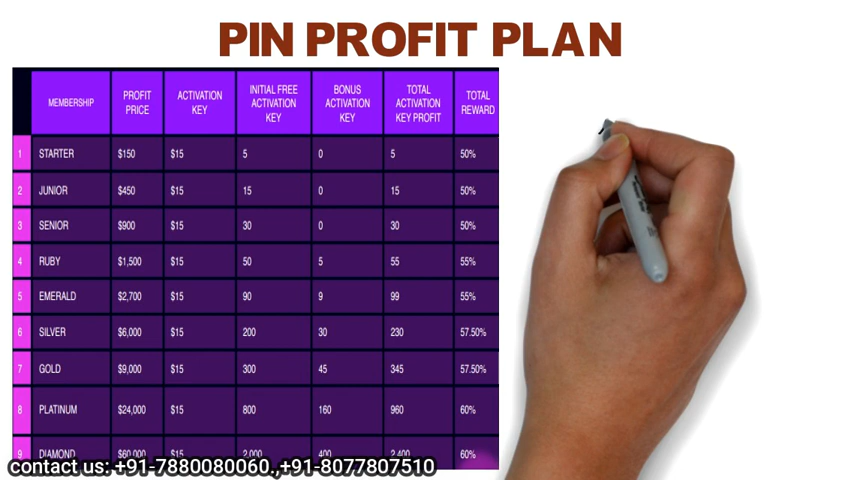 PIN PROFIT PLAN
MEMBERSHIP PROFIT PRICE ACTIVATION KEY INITIAL FREE ACTIVATION KEY BONUS ACTIVATION KEY TOTAL ACTIVATION KEY PROFIT TOTAL REWARD
1 STARTER $150 $15 5 0 5 50%
2 JUNIOR $450 $15 15 0 15 50%
3 SENIOR $900 $15 30 0 30 50%
4 RUBY $1,500 $15 50 5 55 55%
5 EMERALD $2,700 $15 90 9 99 55%
6 SILVER $6,000 $15 200 30 230 57.50%
7 GOLD $9,000 $15 300 45 345 57.50%
8 PLATINUM $24,000 $15 800 160 960 60%
9 DIAMOND $60,000 $15 2,000 400 2,400 60%
contact us: +91-7880080060.,+91-8077807510